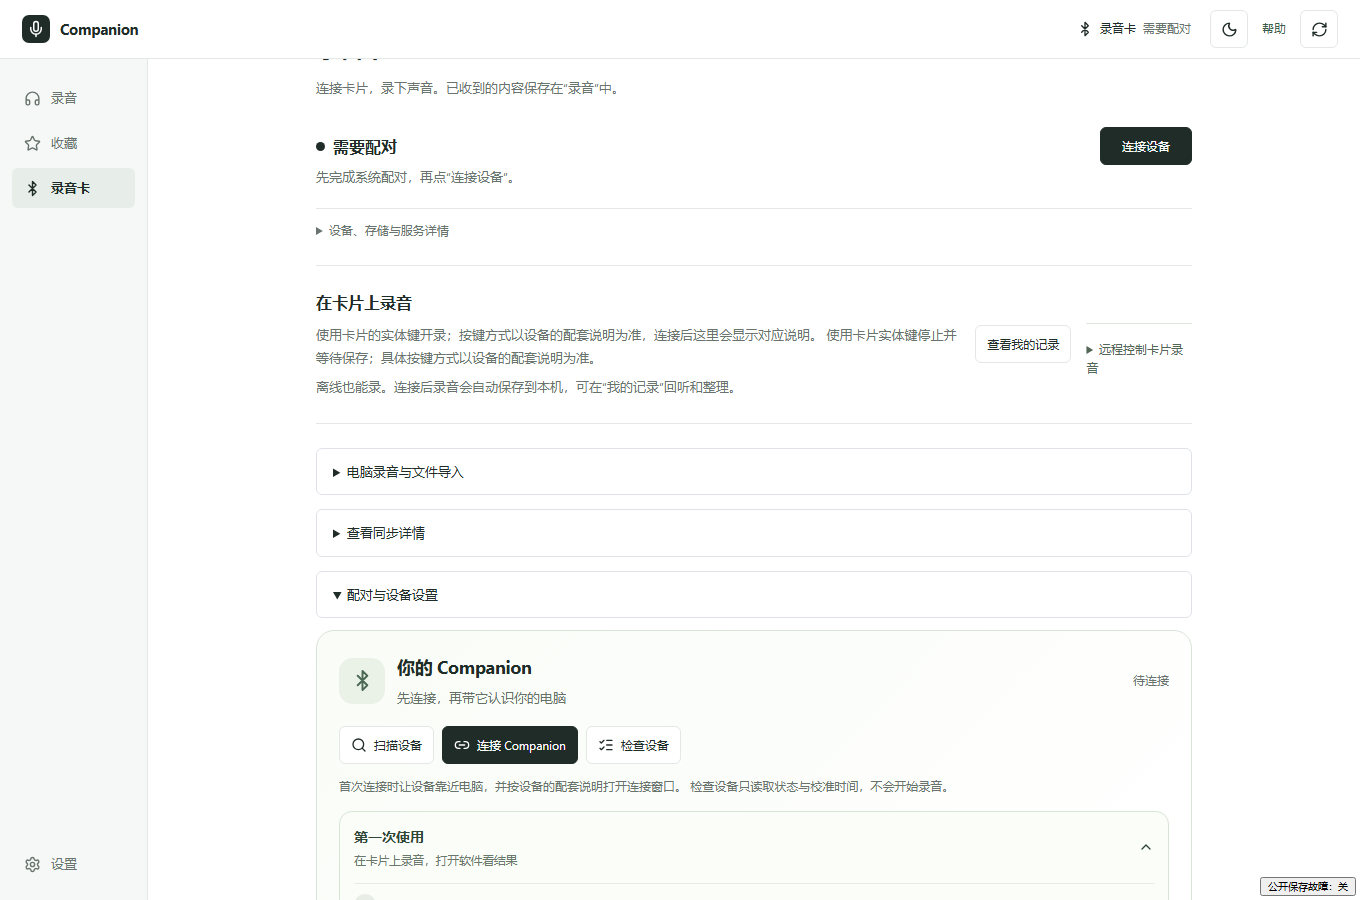 Companion
录音卡 需要配对
帮助
录音
收藏
录音卡
设置
连接卡片，录下声音。已收到的内容保存在“录音”中。
需要配对
先完成系统配对，再点“连接设备”。
连接设备
设备、存储与服务详情
在卡片上录音
使用卡片的实体键开录；按键方式以设备的配套说明为准，连接后这里会显示对应说明。 使用卡片实体键停止并
等待保存；具体按键方式以设备的配套说明为准。
离线也能录。连接后录音会自动保存到本机，可在“我的记录”回听和整理。
查看我的记录
远程控制卡片录
音
电脑录音与文件导入
查看同步详情
配对与设备设置
你的 Companion
先连接，再带它认识你的电脑
待连接
扫描设备
连接 Companion
检查设备
首次连接时让设备靠近电脑，并按设备的配套说明打开连接窗口。 检查设备只读取状态与校准时间，不会开始录音。
第一次使用
在卡片上录音，打开软件看结果
公开保存故障：关